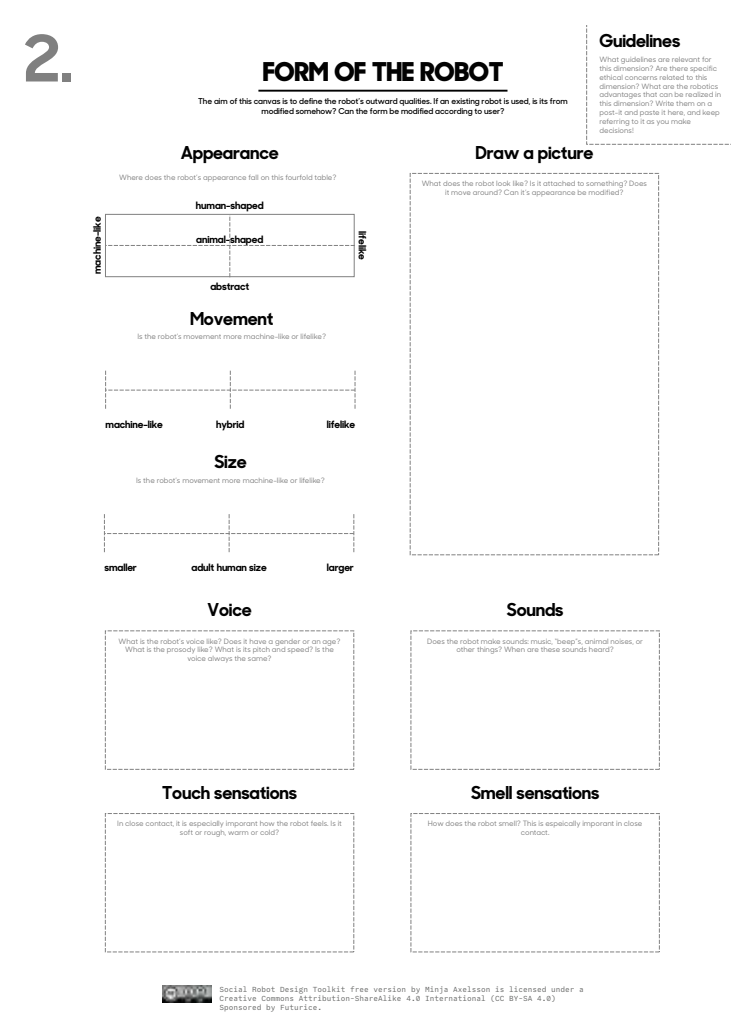 2.
FORM OF THE ROBOT
The aim of this canvas is to define the robot's outward qualities. If an existing robot is used, is its from
modified somehow? Can the form be modified according to user?
Guidelines
What guidelines are relevant for
this dimension? Are there specific
ethical concerns related to this
dimension? What are the robotics
advantages that can be realized in
this dimension? Write them on a
post-it and paste it here, and keep
referring to it as you make
decisions!
Appearance
Where does the robot's appearance fall on this fourfold table?
human-shaped
machine-like
animal-shaped
lifelike
abstract
Movement
Is the robot's movement more machine-like or lifelike?
machine-like hybrid lifelike
Size
Is the robot's movement more machine-like or lifelike?
smaller adult human size larger
Draw a picture
What does the robot look like? Is it attached to something? Does
it move around? Can it's appearance be modified?
Voice
What is the robot's voice like? Does it have a gender or an age?
What is the prosody like? What is its pitch and speed? Is the
voice always the same?
Sounds
Does the robot make sounds: music, "beep"s, animal noises, or
other things? When are these sounds heard?
Touch sensations
In close contact, it is especially imporant how the robot feels. Is it
soft or rough, warm or cold?
Smell sensations
How does the robot smell? This is espeically imporant in close
contact.
Social Robot Design Toolkit free version by Minja Axelsson is licensed under a
Creative Commons Attribution-ShareAlike 4.0 International (CC BY-SA 4.0)
Sponsored by Futurice.